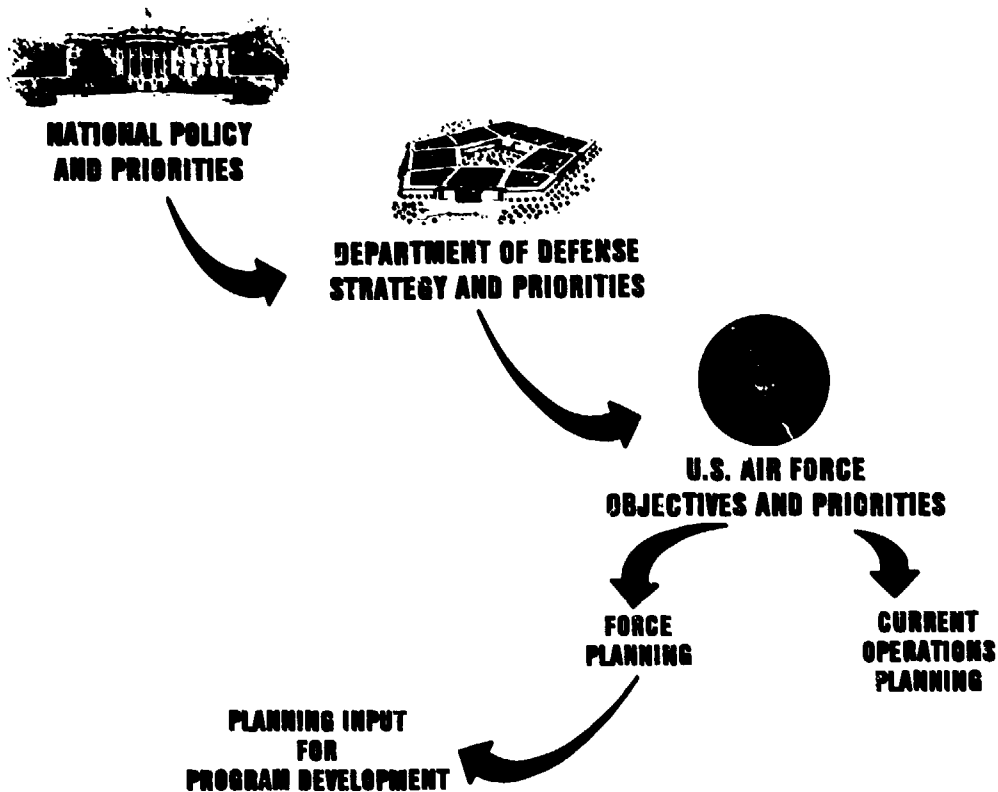 NATIONAL POLICY
AND PRIORITIES
DEPARTMENT OF DEFENSE
STRATEGY AND PRIORITIES
U.S. AIR FORCE
OBJECTIVES AND PRIORITIES
FORCE
PLANNING
CURRENT
OPERATIONS
PLANNING
PLANNING INPUT
FOR
PROGRAM DEVELOPMENT